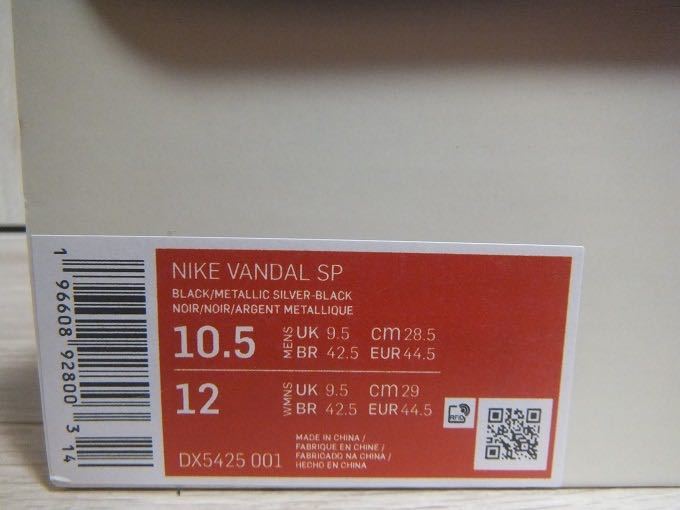 NIKE VANDAL SP
BLACK/METALLIC SILVER-BLACK
NOIR/NOIR/ARGENT METALLIQUE
10.5 MENS UK 9.5 cm 28.5
BR 42.5 EUR 44.5
12 WMNS UK 9.5 cm 29
BR 42.5 EUR 44.5
RFID
MADE IN CHINA /
FABRIQUE EN CHINE /
FABRICADO NA CHINA /
HECHO EN CHINA
DX5425 001
1 96608 92800 3 14